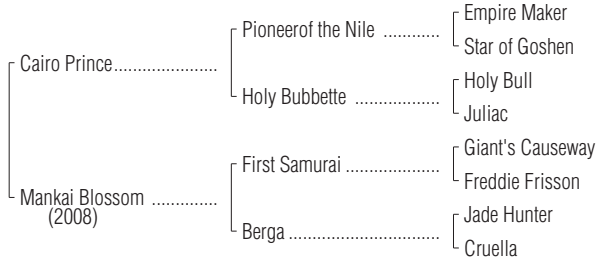 Empire Maker
Pioneerof the Nile ............
Star of Goshen
Cairo Prince.....................
Holy Bull
Holy Bubbette .................
Juliac
Giant's Causeway
First Samurai ...................
Freddie Frisson
Mankai Blossom ..............
(2008)
Jade Hunter
Berga ................................
Cruella